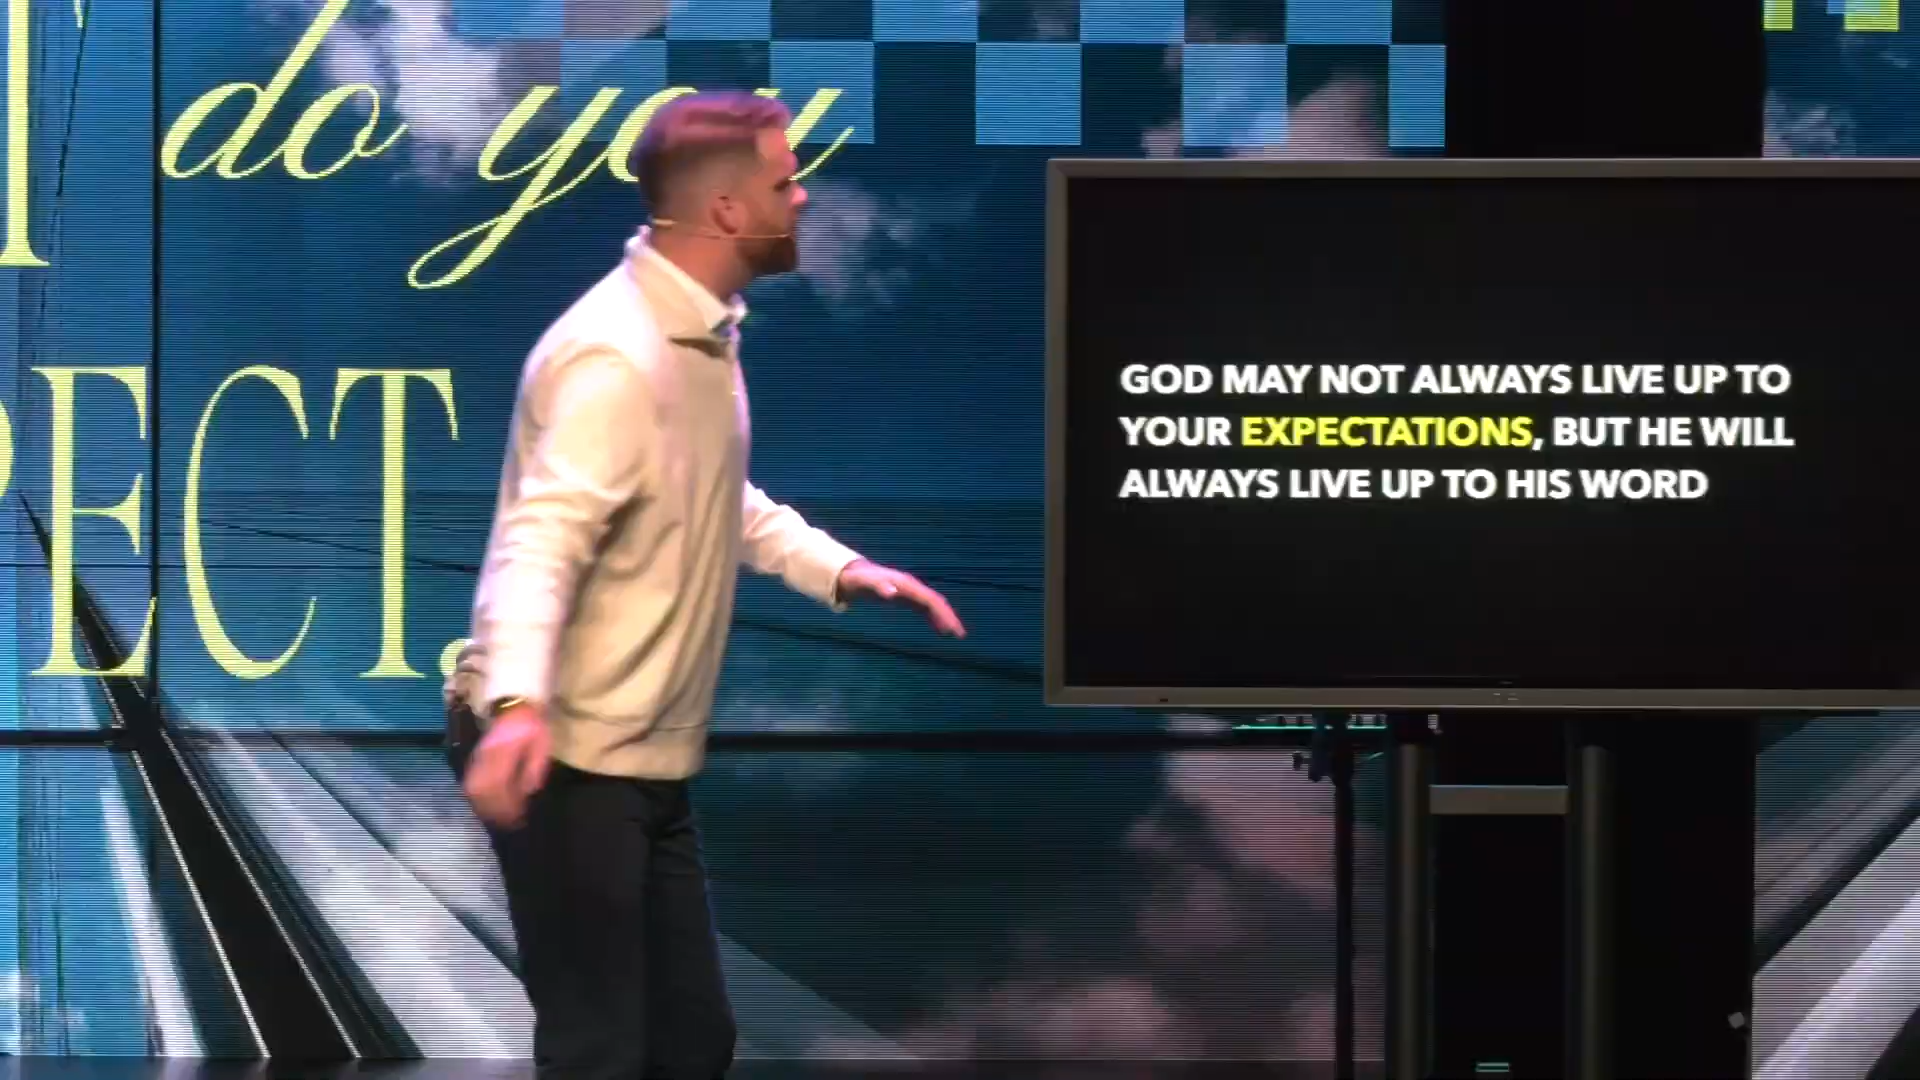 T do you
PECT.
GOD MAY NOT ALWAYS LIVE UP TO
YOUR EXPECTATIONS, BUT HE WILL
ALWAYS LIVE UP TO HIS WORD